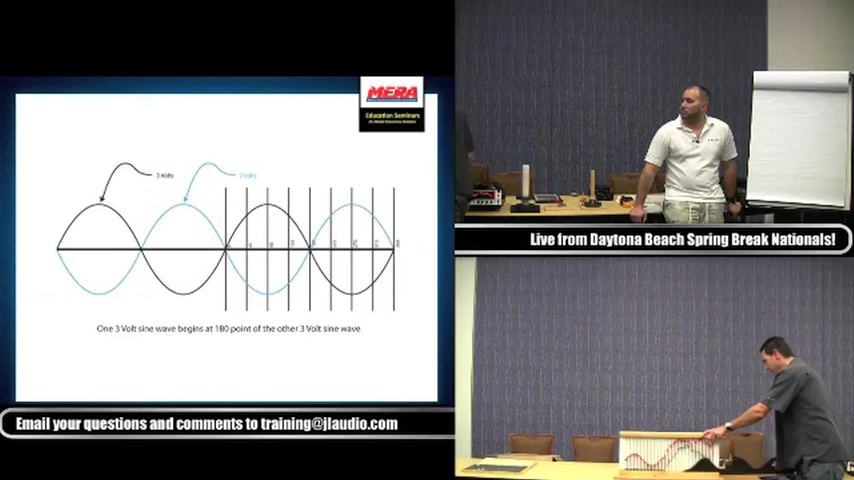 MERA
Education Seminars
3 Volts
3 Volts
One 3 Volt sine wave begins at 180 point of the other 3 Volt sine wave
Live from Daytona Beach Spring Break Nationals!
Email your questions and comments to training@jlaudio.com